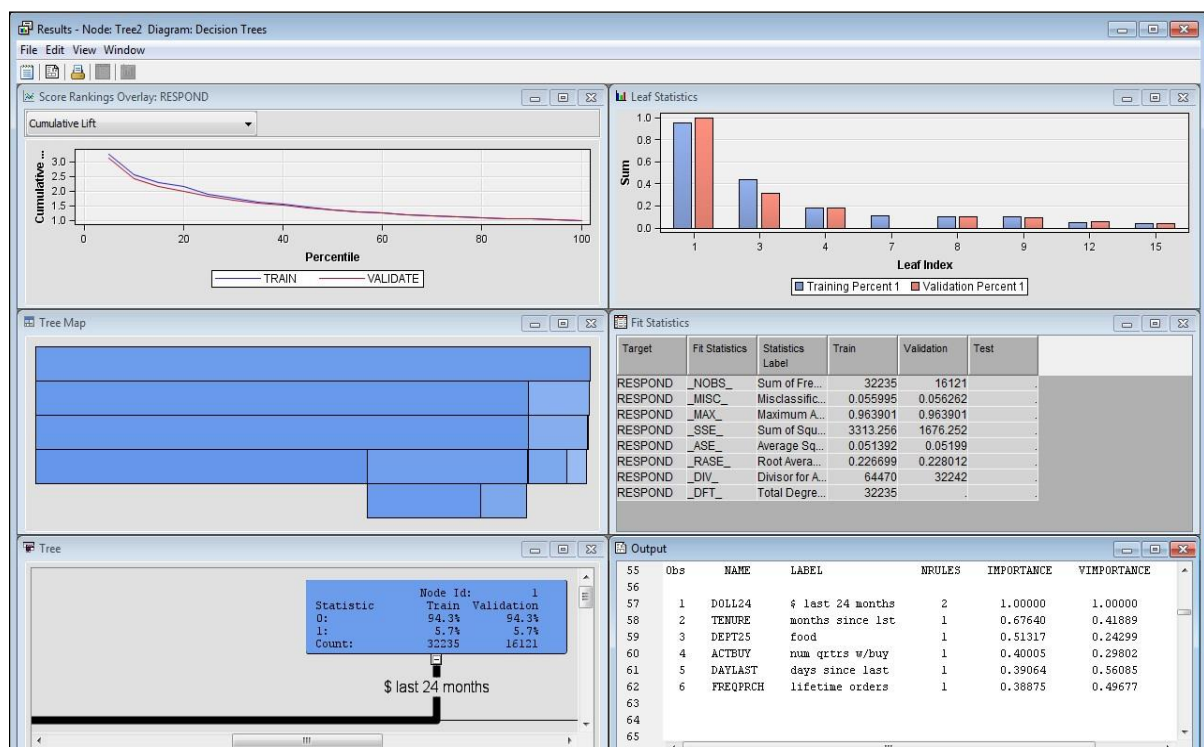 Results - Node: Tree2 Diagram: Decision Trees
File Edit View Window
Score Rankings Overlay: RESPOND
Cumulative Lift
Cumulative ...
3.0
2.5
2.0
1.5
1.0
0 20 40 60 80 100
Percentile
TRAIN VALIDATE
Leaf Statistics
Sum
1.0
0.8
0.6
0.4
0.2
0.0
1 3 4 7 8 9 12 15
Leaf Index
Training Percent 1 Validation Percent 1
Tree Map
Fit Statistics
Target Fit Statistics Statistics Label Train Validation Test
RESPOND _NOBS_ Sum of Fre... 32235 16121 .
RESPOND _MISC_ Misclassific... 0.055995 0.056262 .
RESPOND _MAX_ Maximum A... 0.963901 0.963901 .
RESPOND _SSE_ Sum of Squ... 3313.256 1676.252 .
RESPOND _ASE_ Average Sq... 0.051392 0.05199 .
RESPOND _RASE_ Root Avera... 0.226699 0.228012 .
RESPOND _DIV_ Divisor for A... 64470 32242 .
RESPOND _DFT_ Total Degre... 32235 . .
Tree
Node Id: 1
Statistic Train Validation
0: 94.3% 94.3%
1: 5.7% 5.7%
Count: 32235 16121
$ last 24 months
Output
55 Obs NAME LABEL NRULES IMPORTANCE VIMPORTANCE
56
57 1 DOLL24 $ last 24 months 2 1.00000 1.00000
58 2 TENURE months since 1st 1 0.67640 0.41889
59 3 DEPT25 food 1 0.51317 0.24299
60 4 ACTBUY num qrtrs w/buy 1 0.40005 0.29802
61 5 DAYLAST days since last 1 0.39064 0.56085
62 6 FREQPRCH lifetime orders 1 0.38875 0.49677
63
64
65